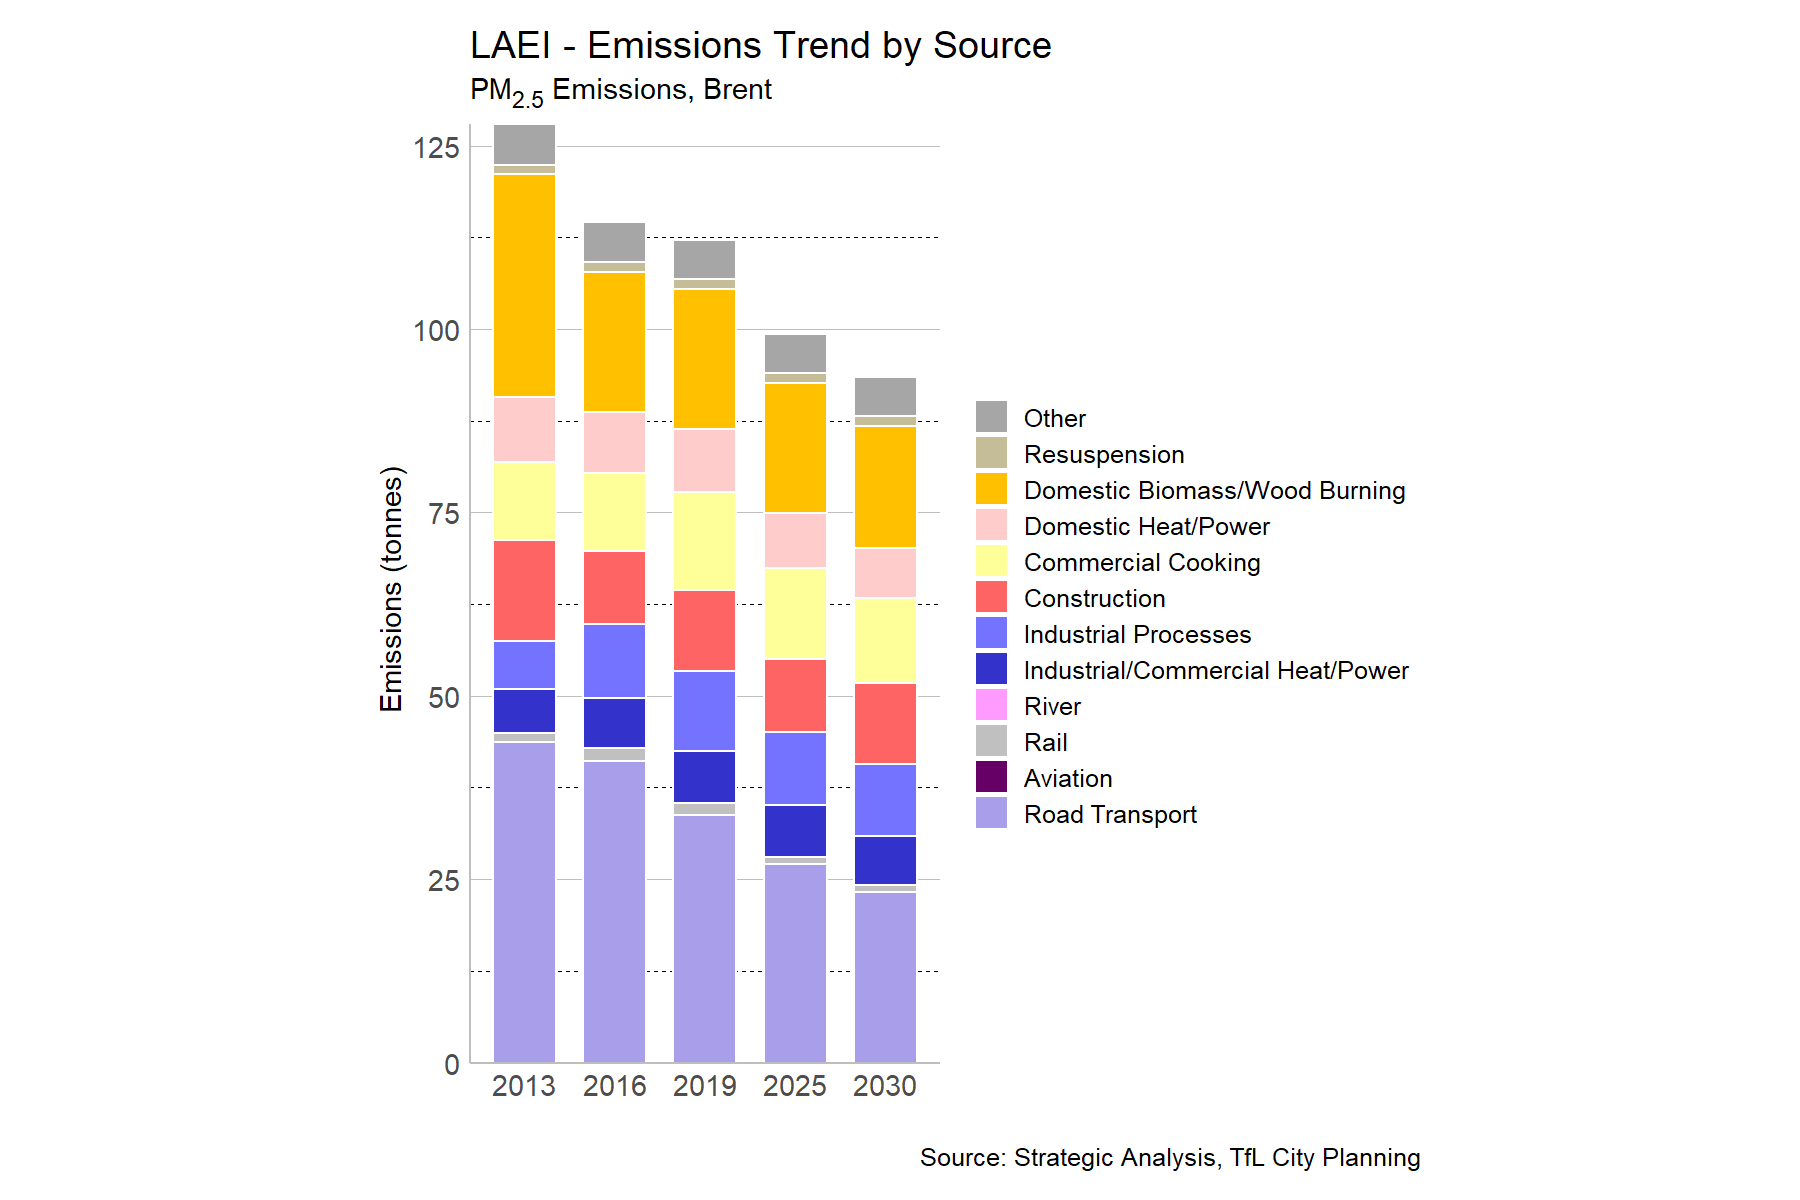 LAEI - Emissions Trend by Source
PM2.5 Emissions, Brent
Emissions (tonnes)
125
100
75
50
25
0
2013 2016 2019 2025 2030
Other
Resuspension
Domestic Biomass/Wood Burning
Domestic Heat/Power
Commercial Cooking
Construction
Industrial Processes
Industrial/Commercial Heat/Power
River
Rail
Aviation
Road Transport
Source: Strategic Analysis, TfL City Planning